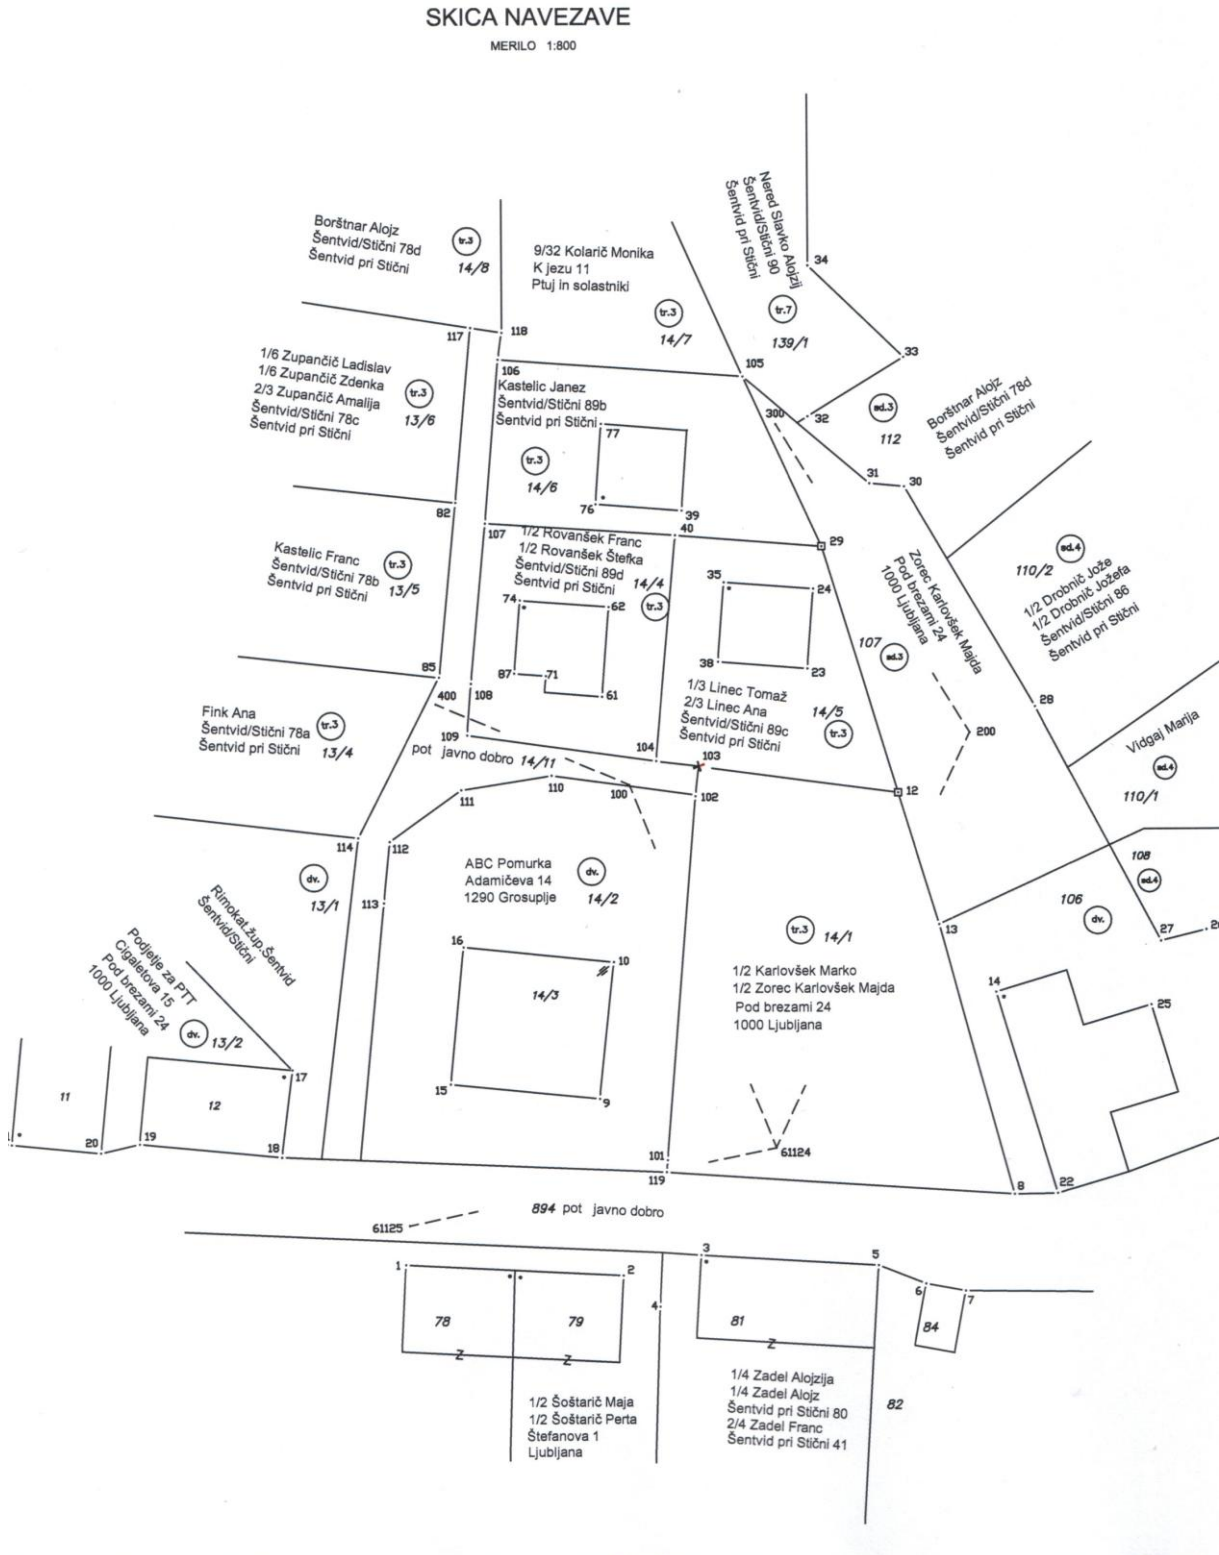 SKICA NAVEZAVE
MERILO 1:800
Borštnar Alojz
Šentvid/Stični 78d
Šentvid pri Stični
tr.3
14/8
9/32 Kolarič Monika
K jezu 11
Ptuj in solastniki
tr.3
14/7
Nered Slavko Alojzij
Šentvid/Stični 90
Šentvid pri Stični
tr.7
139/1
34
33
32
300
105
117
118
106
1/6 Zupančič Ladislav
1/6 Zupančič Zdenka
2/3 Zupančič Amalija
Šentvid/Stični 78c
Šentvid pri Stični
tr.3
13/6
Kastelic Janez
Šentvid/Stični 89b
Šentvid pri Stični
77
tr.3
14/6
76
39
sd.3
112
Borštnar Alojz
Šentvid/Stični 78d
Šentvid pri Stični
31
30
82
107
40
29
Kastelic Franc
Šentvid/Stični 78b
Šentvid pri Stični
tr.3
13/5
1/2 Rovanšek Franc
1/2 Rovanšek Štefka
Šentvid/Stični 89d
Šentvid pri Stični
14/4
tr.3
74
62
87
71
61
35
24
38
23
107
sd.3
Zorec Karlovšek Majda
Pod brezami 24
1000 Ljubljana
sd.4
110/2
1/2 Drobnič Jože
1/2 Drobnič Jožefa
Šentvid/Stični 86
Šentvid pri Stični
85
400
108
109
Fink Ana
Šentvid/Stični 78a
Šentvid pri Stični
tr.3
13/4
pot javno dobro 14/11
1/3 Linec Tomaž
2/3 Linec Ana
Šentvid/Stični 89c
Šentvid pri Stični
14/5
tr.3
28
200
Vidgaj Marija
sd.4
110/1
104
103
12
110
100
102
111
114
112
113
ABC Pomurka
Adamičeva 14
1290 Grosuplje
dv.
14/2
dv.
13/1
Rimokat.žup.Šentvid
Šentvid/Stični
108
sd.4
106
dv.
13
27
tr.3
14/1
1/2 Karlovšek Marko
1/2 Zorec Karlovšek Majda
Pod brezami 24
1000 Ljubljana
Podjetje za PTT
Cigaletova 15
Pod brezami 24
1000 Ljubljana
dv.
13/2
16
10
14/3
15
9
14
25
17
11
12
20
19
18
101
119
61124
8
22
894 pot javno dobro
61125
1
2
3
5
4
6
7
78
79
81
84
Z
Z
Z
1/2 Šoštarič Maja
1/2 Šoštarič Perta
Štefanova 1
Ljubljana
1/4 Zadel Alojzija
1/4 Zadel Alojz
Šentvid pri Stični 80
2/4 Zadel Franc
Šentvid pri Stični 41
82